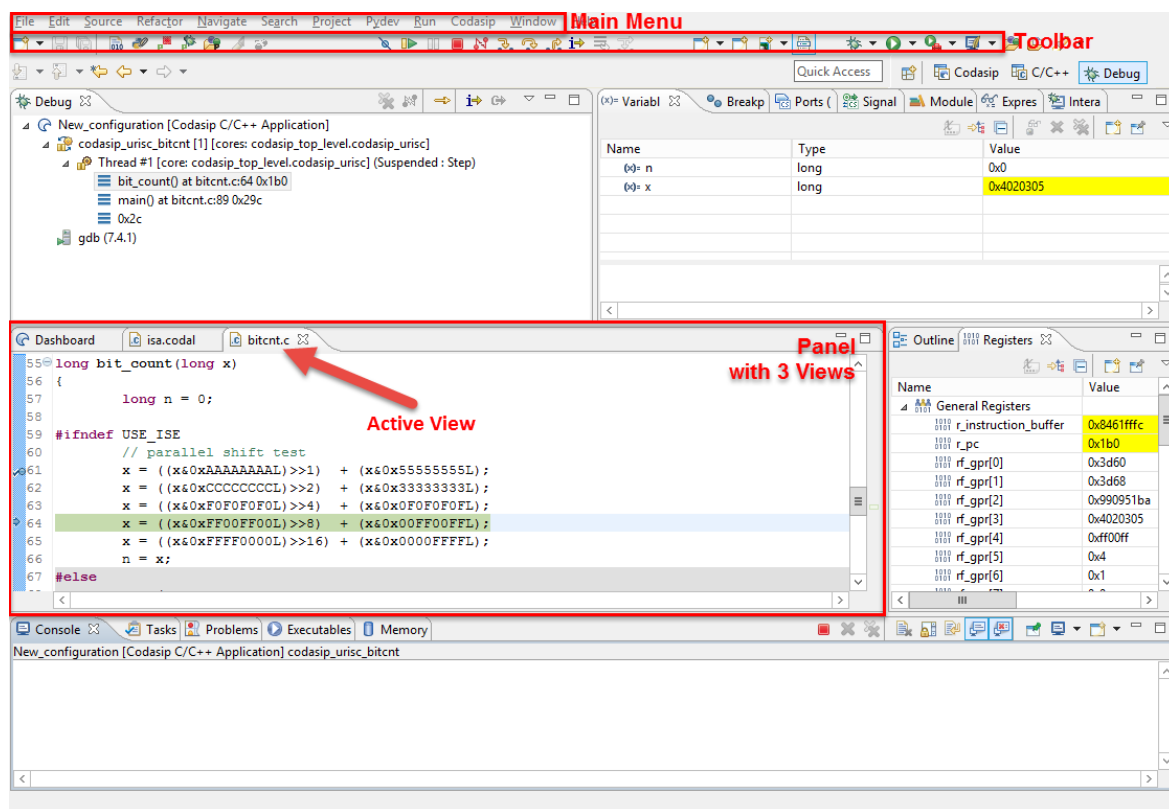 File Edit Source Refactor Navigate Search Project Pydev Run Codasip Window Main Menu
Toolbar
Quick Access Codasip C/C++ Debug
Debug
New_configuration [Codasip C/C++ Application]
codasip_urisc_bitcnt [1] [cores: codasip_top_level.codasip_urisc]
Thread #1 [core: codasip_top_level.codasip_urisc] (Suspended : Step)
bit_count() at bitcnt.c:64 0x1b0
main() at bitcnt.c:89 0x29c
0x2c
gdb (7.4.1)
(x)= Variabl Breakp Ports ( Signal Module Expres Intera
Name Type Value
(x)= n long 0x0
(x)= x long 0x4020305
Dashboard isa.codal bitcnt.c
Panel
with 3 Views
Active View
55 long bit_count(long x)
56 {
57 long n = 0;
58
59 #ifndef USE_ISE
60 // parallel shift test
61 x = ((x&0xAAAAAAAAL)>>1) + (x&0x55555555L);
62 x = ((x&0xCCCCCCCCL)>>2) + (x&0x33333333L);
63 x = ((x&0xF0F0F0F0L)>>4) + (x&0x0F0F0F0FL);
64 x = ((x&0xFF00FF00L)>>8) + (x&0x00FF00FFL);
65 x = ((x&0xFFFF0000L)>>16) + (x&0x0000FFFFL);
66 n = x;
67 #else
Outline Registers
Name Value
General Registers
r_instruction_buffer 0x8461fffc
r_pc 0x1b0
rf_gpr[0] 0x3d60
rf_gpr[1] 0x3d68
rf_gpr[2] 0x990951ba
rf_gpr[3] 0x4020305
rf_gpr[4] 0xff00ff
rf_gpr[5] 0x4
rf_gpr[6] 0x1
Console Tasks Problems Executables Memory
New_configuration [Codasip C/C++ Application] codasip_urisc_bitcnt